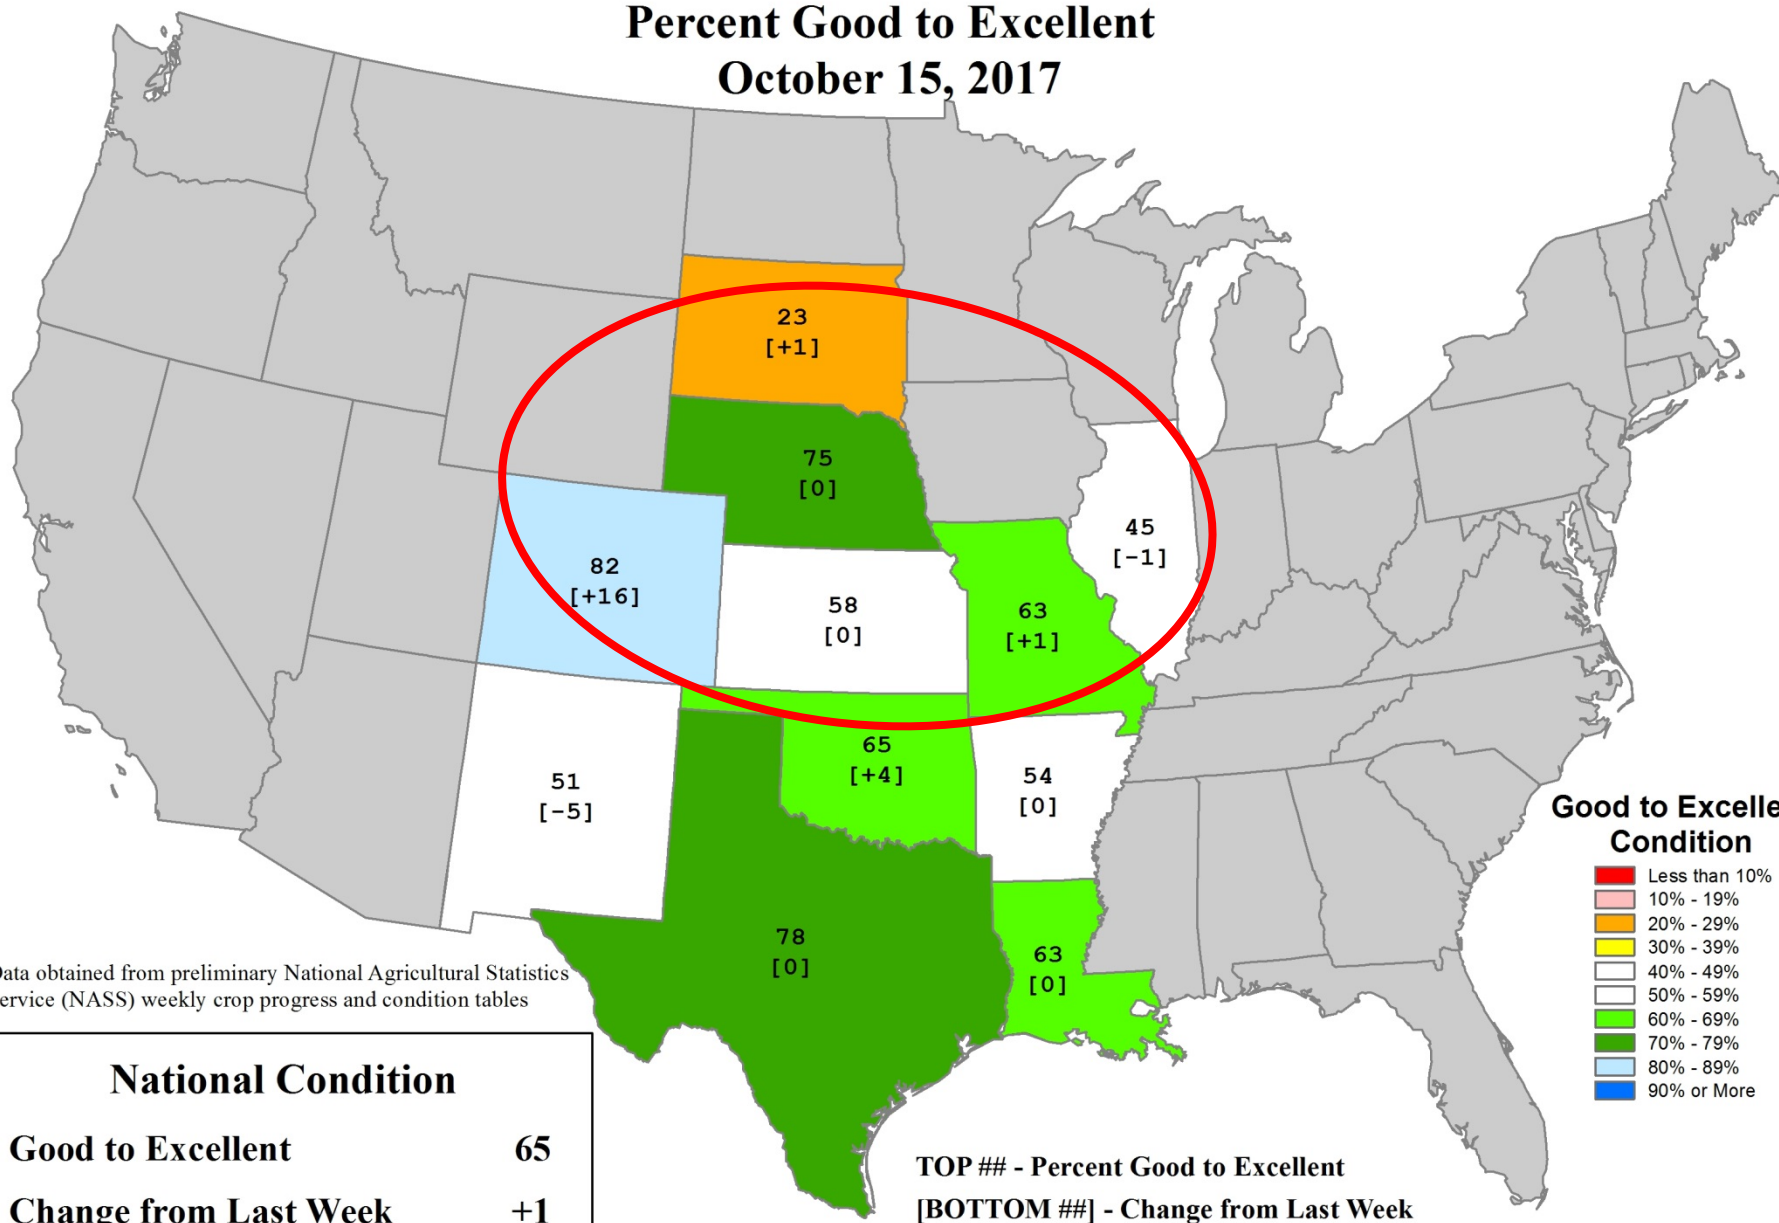 Percent Good to Excellent
October 15, 2017
23
[+1]
75
[0]
45
[-1]
82
[+16]
58
[0]
63
[+1]
65
[+4]
51
[-5]
54
[0]
78
[0]
63
[0]
Good to Excelle
Condition
Less than 10%
10% - 19%
20% - 29%
30% - 39%
40% - 49%
50% - 59%
60% - 69%
70% - 79%
80% - 89%
90% or More
ata obtained from preliminary National Agricultural Statistics
ervice (NASS) weekly crop progress and condition tables
National Condition
Good to Excellent 65
Change from Last Week +1
TOP ## - Percent Good to Excellent
[BOTTOM ##] - Change from Last Week